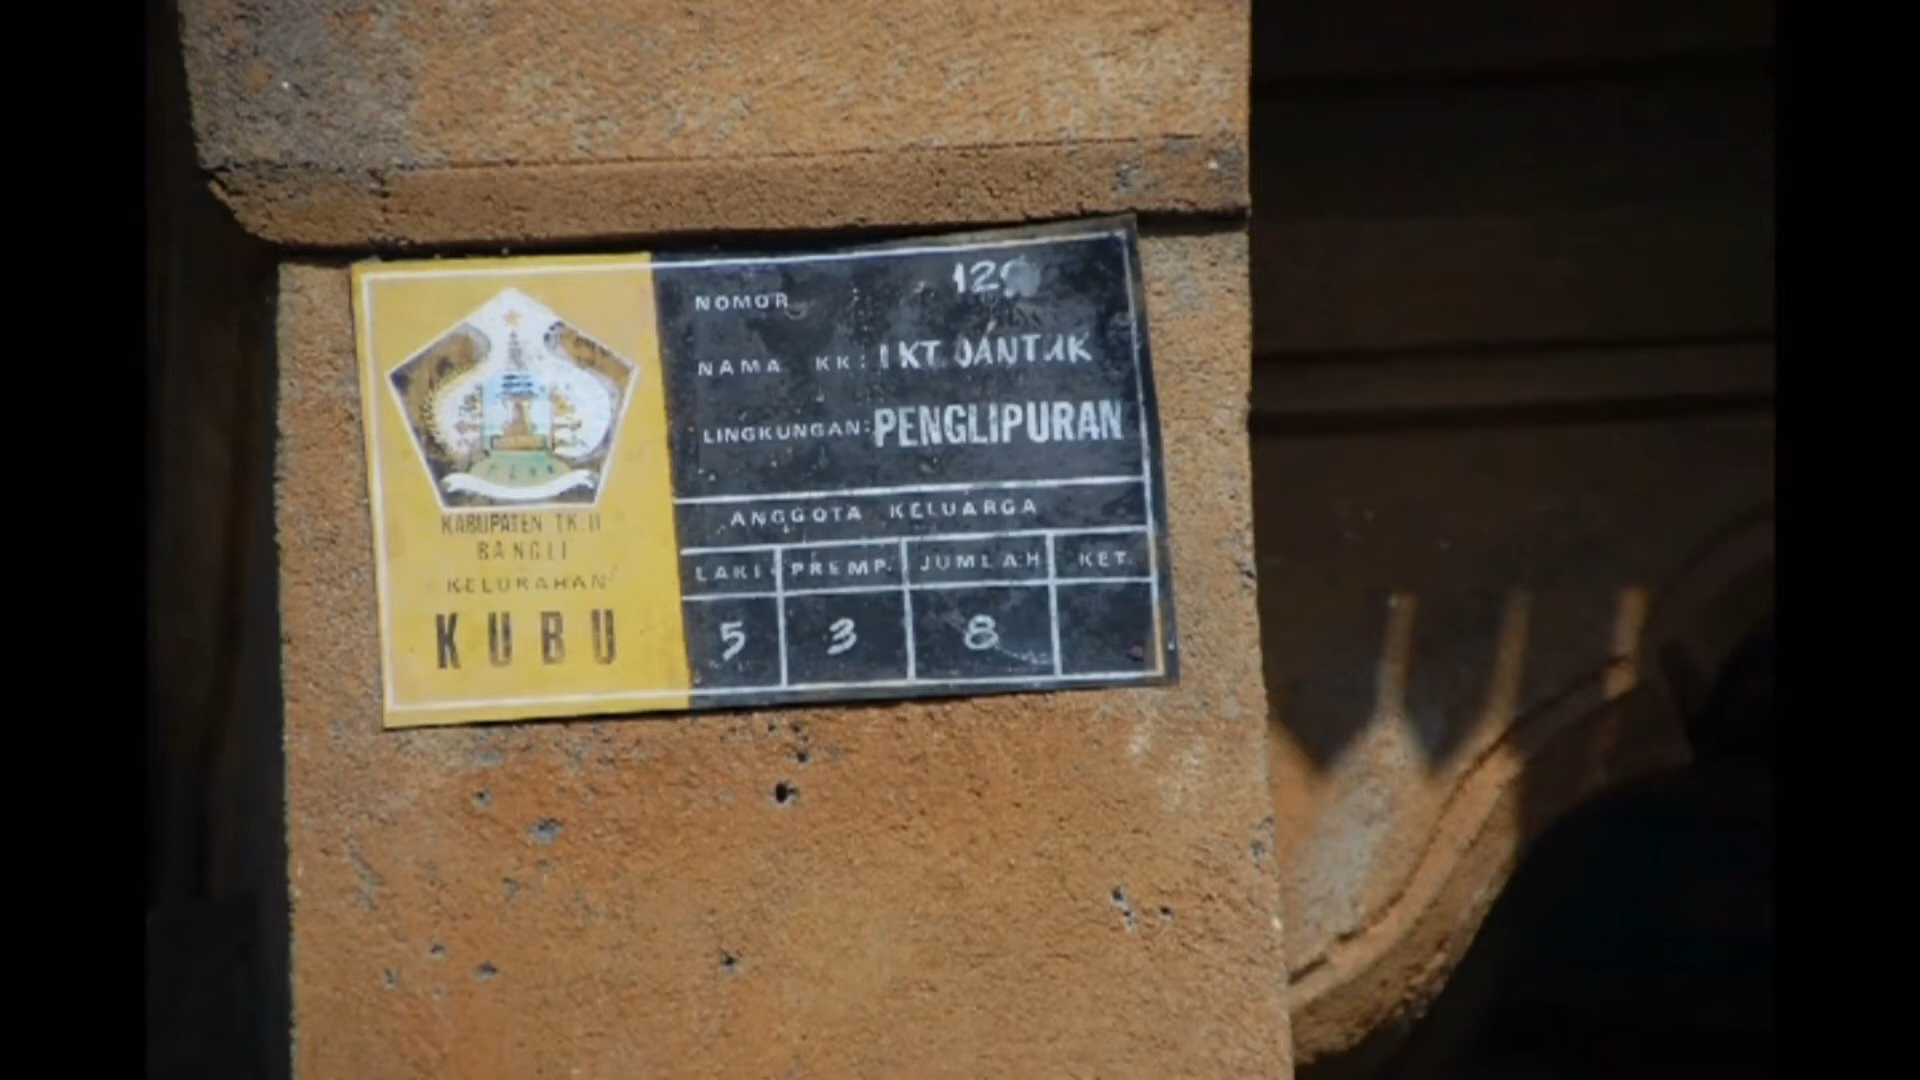 KABUPATEN TK. II
BANGLI
KELURAHAN
KUBU
NOMOR :
NAMA KK : I KT.
LINGKUNGAN : PENGLIPURAN
ANGGOTA KELUARGA
LAKI PREMP. JUMLAH KET.
5 3 8